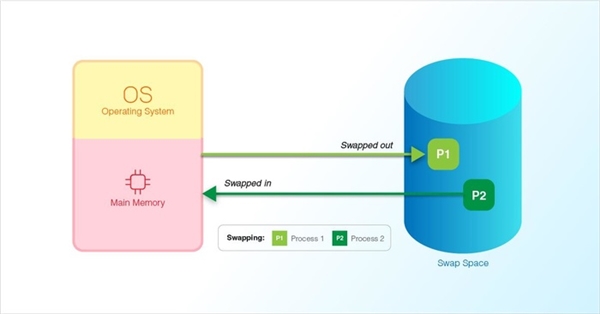 OS
Operating System
Main Memory
Swapped out
P1
Swapped in
P2
Swapping: P1 Process 1 P2 Process 2
Swap Space